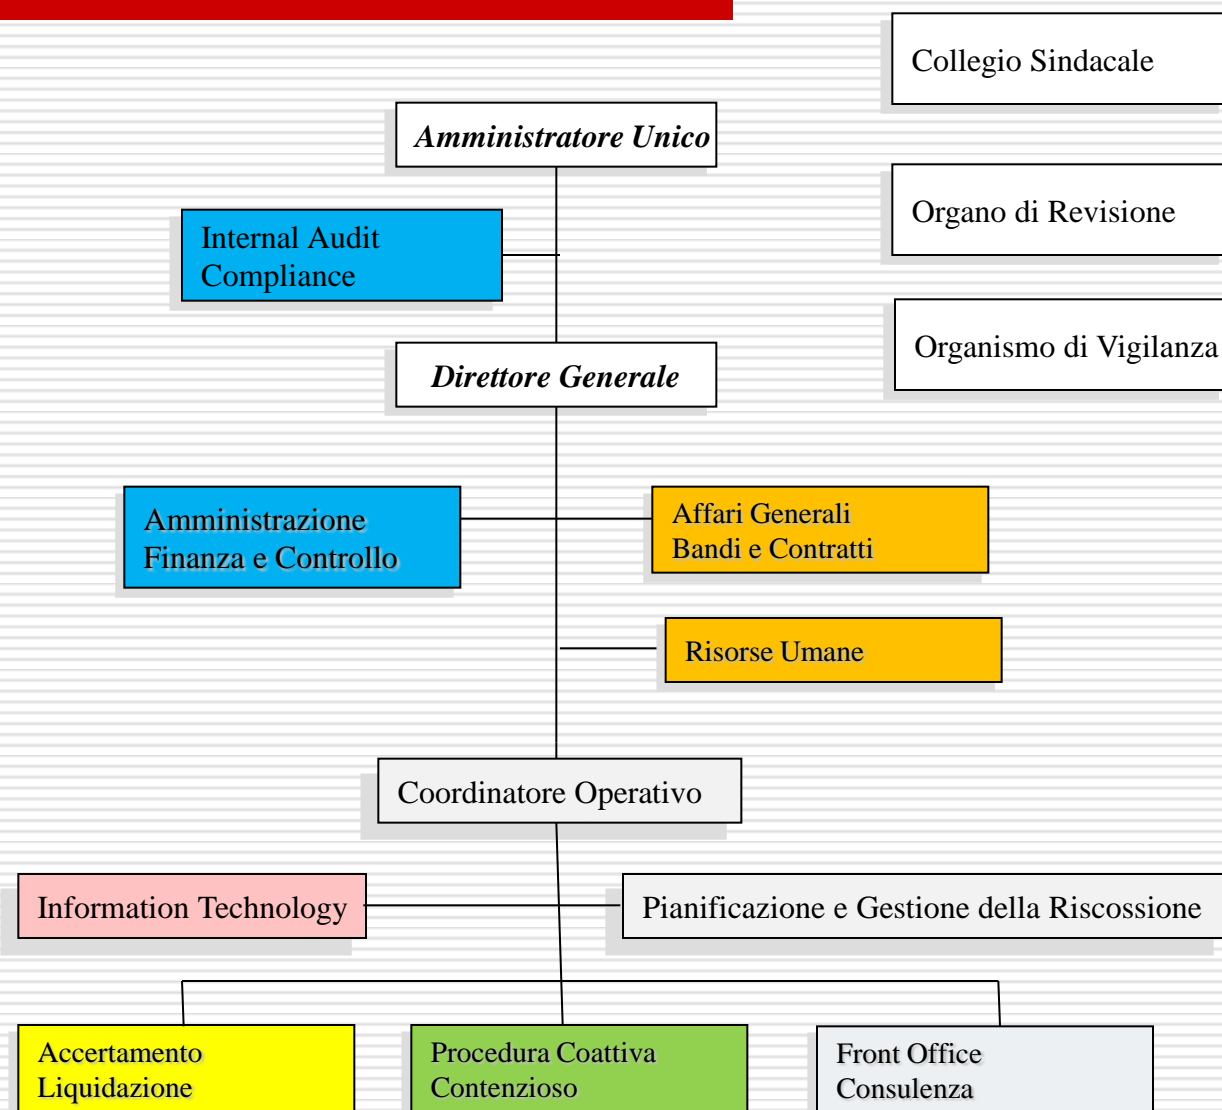 Collegio Sindacale
Amministratore Unico
Organo di Revisione
Internal Audit
Compliance
Organismo di Vigilanza
Direttore Generale
Amministrazione
Finanza e Controllo
Affari Generali
Bandi e Contratti
Risorse Umane
Coordinatore Operativo
Information Technology
Pianificazione e Gestione della Riscossione
Accertamento
Liquidazione
Procedura Coattiva
Contenzioso
Front Office
Consulenza